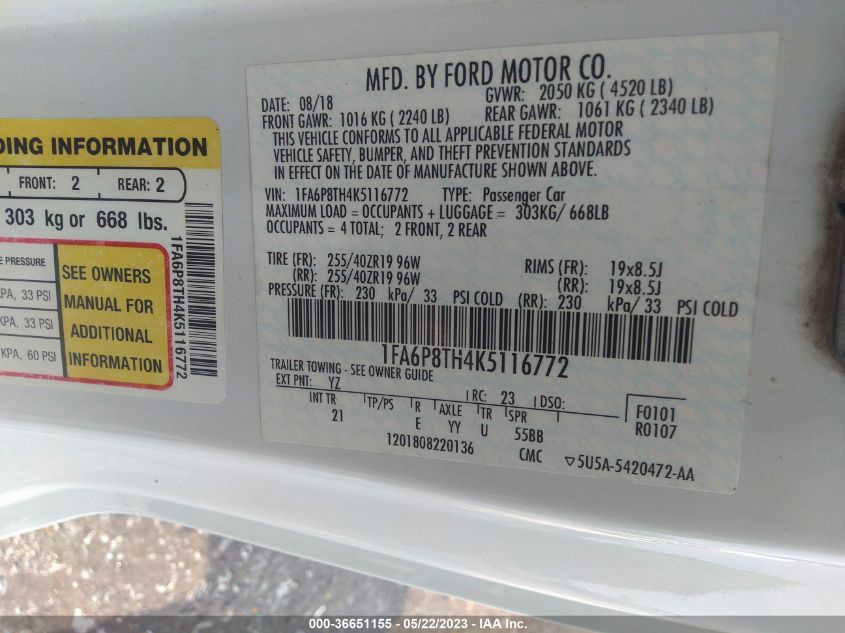 DING INFORMATION
FRONT: 2 REAR: 2
303 kg or 668 lbs.
E PRESSURE
KPA, 33 PSI
KPA, 33 PSI
KPA, 60 PSI
SEE OWNERS
MANUAL FOR
ADDITIONAL
INFORMATION
1FA6P8TH4K5116772
MFD. BY FORD MOTOR CO.
DATE: 08/18 GVWR: 2050 KG ( 4520 LB)
FRONT GAWR: 1016 KG ( 2240 LB) REAR GAWR: 1061 KG ( 2340 LB)
THIS VEHICLE CONFORMS TO ALL APPLICABLE FEDERAL MOTOR
VEHICLE SAFETY, BUMPER, AND THEFT PREVENTION STANDARDS
IN EFFECT ON THE DATE OF MANUFACTURE SHOWN ABOVE.
VIN: 1FA6P8TH4K5116772 TYPE: Passenger Car
MAXIMUM LOAD = OCCUPANTS + LUGGAGE = 303KG/ 668LB
OCCUPANTS = 4 TOTAL; 2 FRONT, 2 REAR
TIRE (FR): 255/40ZR19 96W RIMS (FR): 19x8.5J
(RR): 255/40ZR19 96W (RR): 19x8.5J
PRESSURE (FR): 230 kPa/ 33 PSI COLD (RR): 230 kPa/ 33 PSI COLD
1FA6P8TH4K5116772
TRAILER TOWING - SEE OWNER GUIDE
EXT PNT: YZ RC: 23 DSO:
INT TR TP/PS R AXLE TR SPR F0101
21 E YY U 55BB R0107
1201808220136 CMC ▽5U5A-5420472-AA
000-36651155 - 05/22/2023 - IAA Inc.